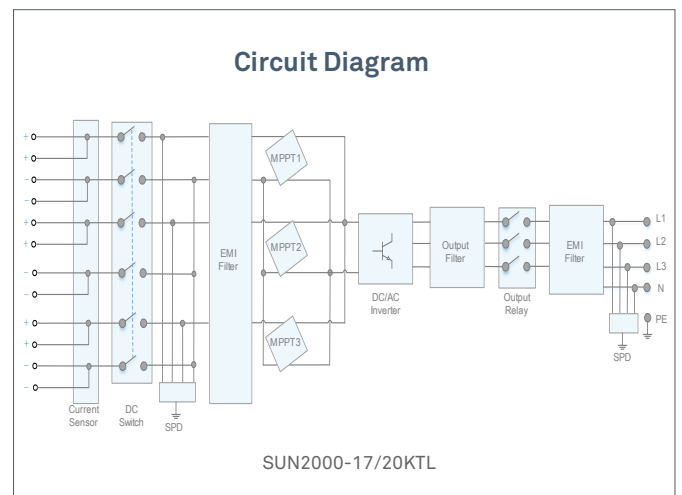 Circuit Diagram
+
+
−
−
+
+
−
−
+
+
−
−
Current
Sensor
DC
Switch
SPD
EMI
Filter
MPPT1
MPPT2
MPPT3
DC/AC
Inverter
Output
Filter
Output
Relay
EMI
Filter
L1
L2
L3
N
PE
SPD
SUN2000-17/20KTL